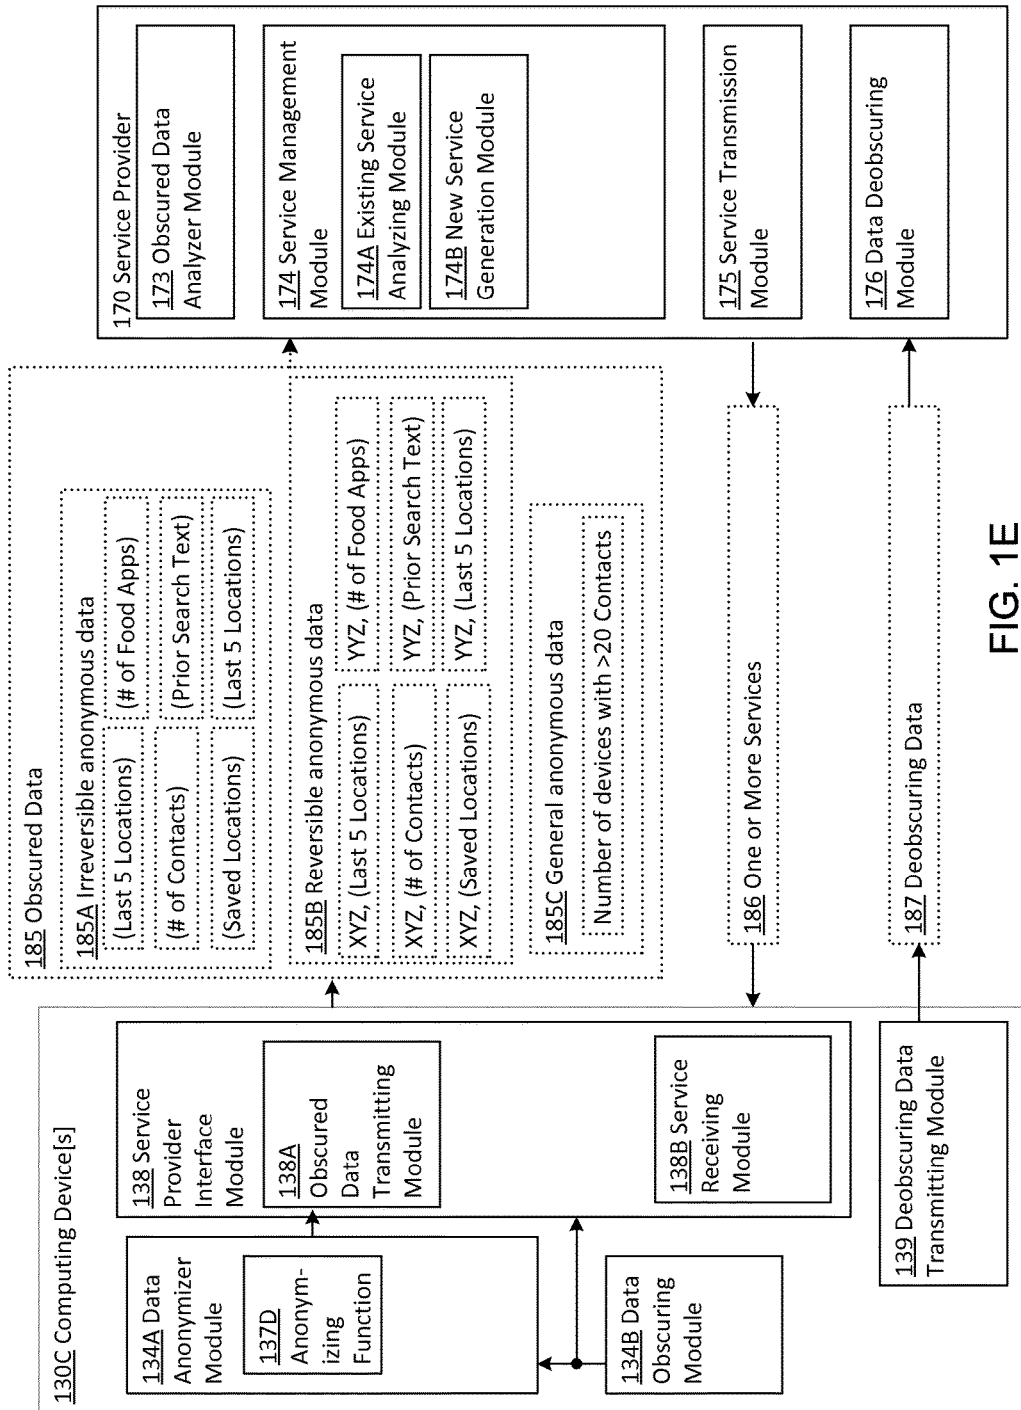 130C Computing Device[s]
134A Data
Anonymizer
Module
137D
Anonym-
izing
Function
134B Data
Obscuring Module
138 Service
Provider
Interface
Module
138A
Obscured
Data
Transmitting
Module
138B Service
Receiving
Module
139 Deobscuring Data
Transmitting Module
185 Obscured Data
185A Irreversible anonymous data
(Last 5 Locations)
(# of Food Apps)
(# of Contacts)
(Prior Search Text)
(Saved Locations)
(Last 5 Locations)
185B Reversible anonymous data
XYZ, (Last 5 Locations)
YYZ, (# of Food Apps)
XYZ, (# of Contacts)
YYZ, (Prior Search Text)
XYZ, (Saved Locations)
YYZ, (Last 5 Locations)
185C General anonymous data
Number of devices with >20 Contacts
186 One or More Services
187 Deobscuring Data
170 Service Provider
173 Obscured Data
Analyzer Module
174 Service Management
Module
174A Existing Service
Analyzing Module
174B New Service
Generation Module
175 Service Transmission
Module
176 Data Deobscuring
Module
FIG. 1E